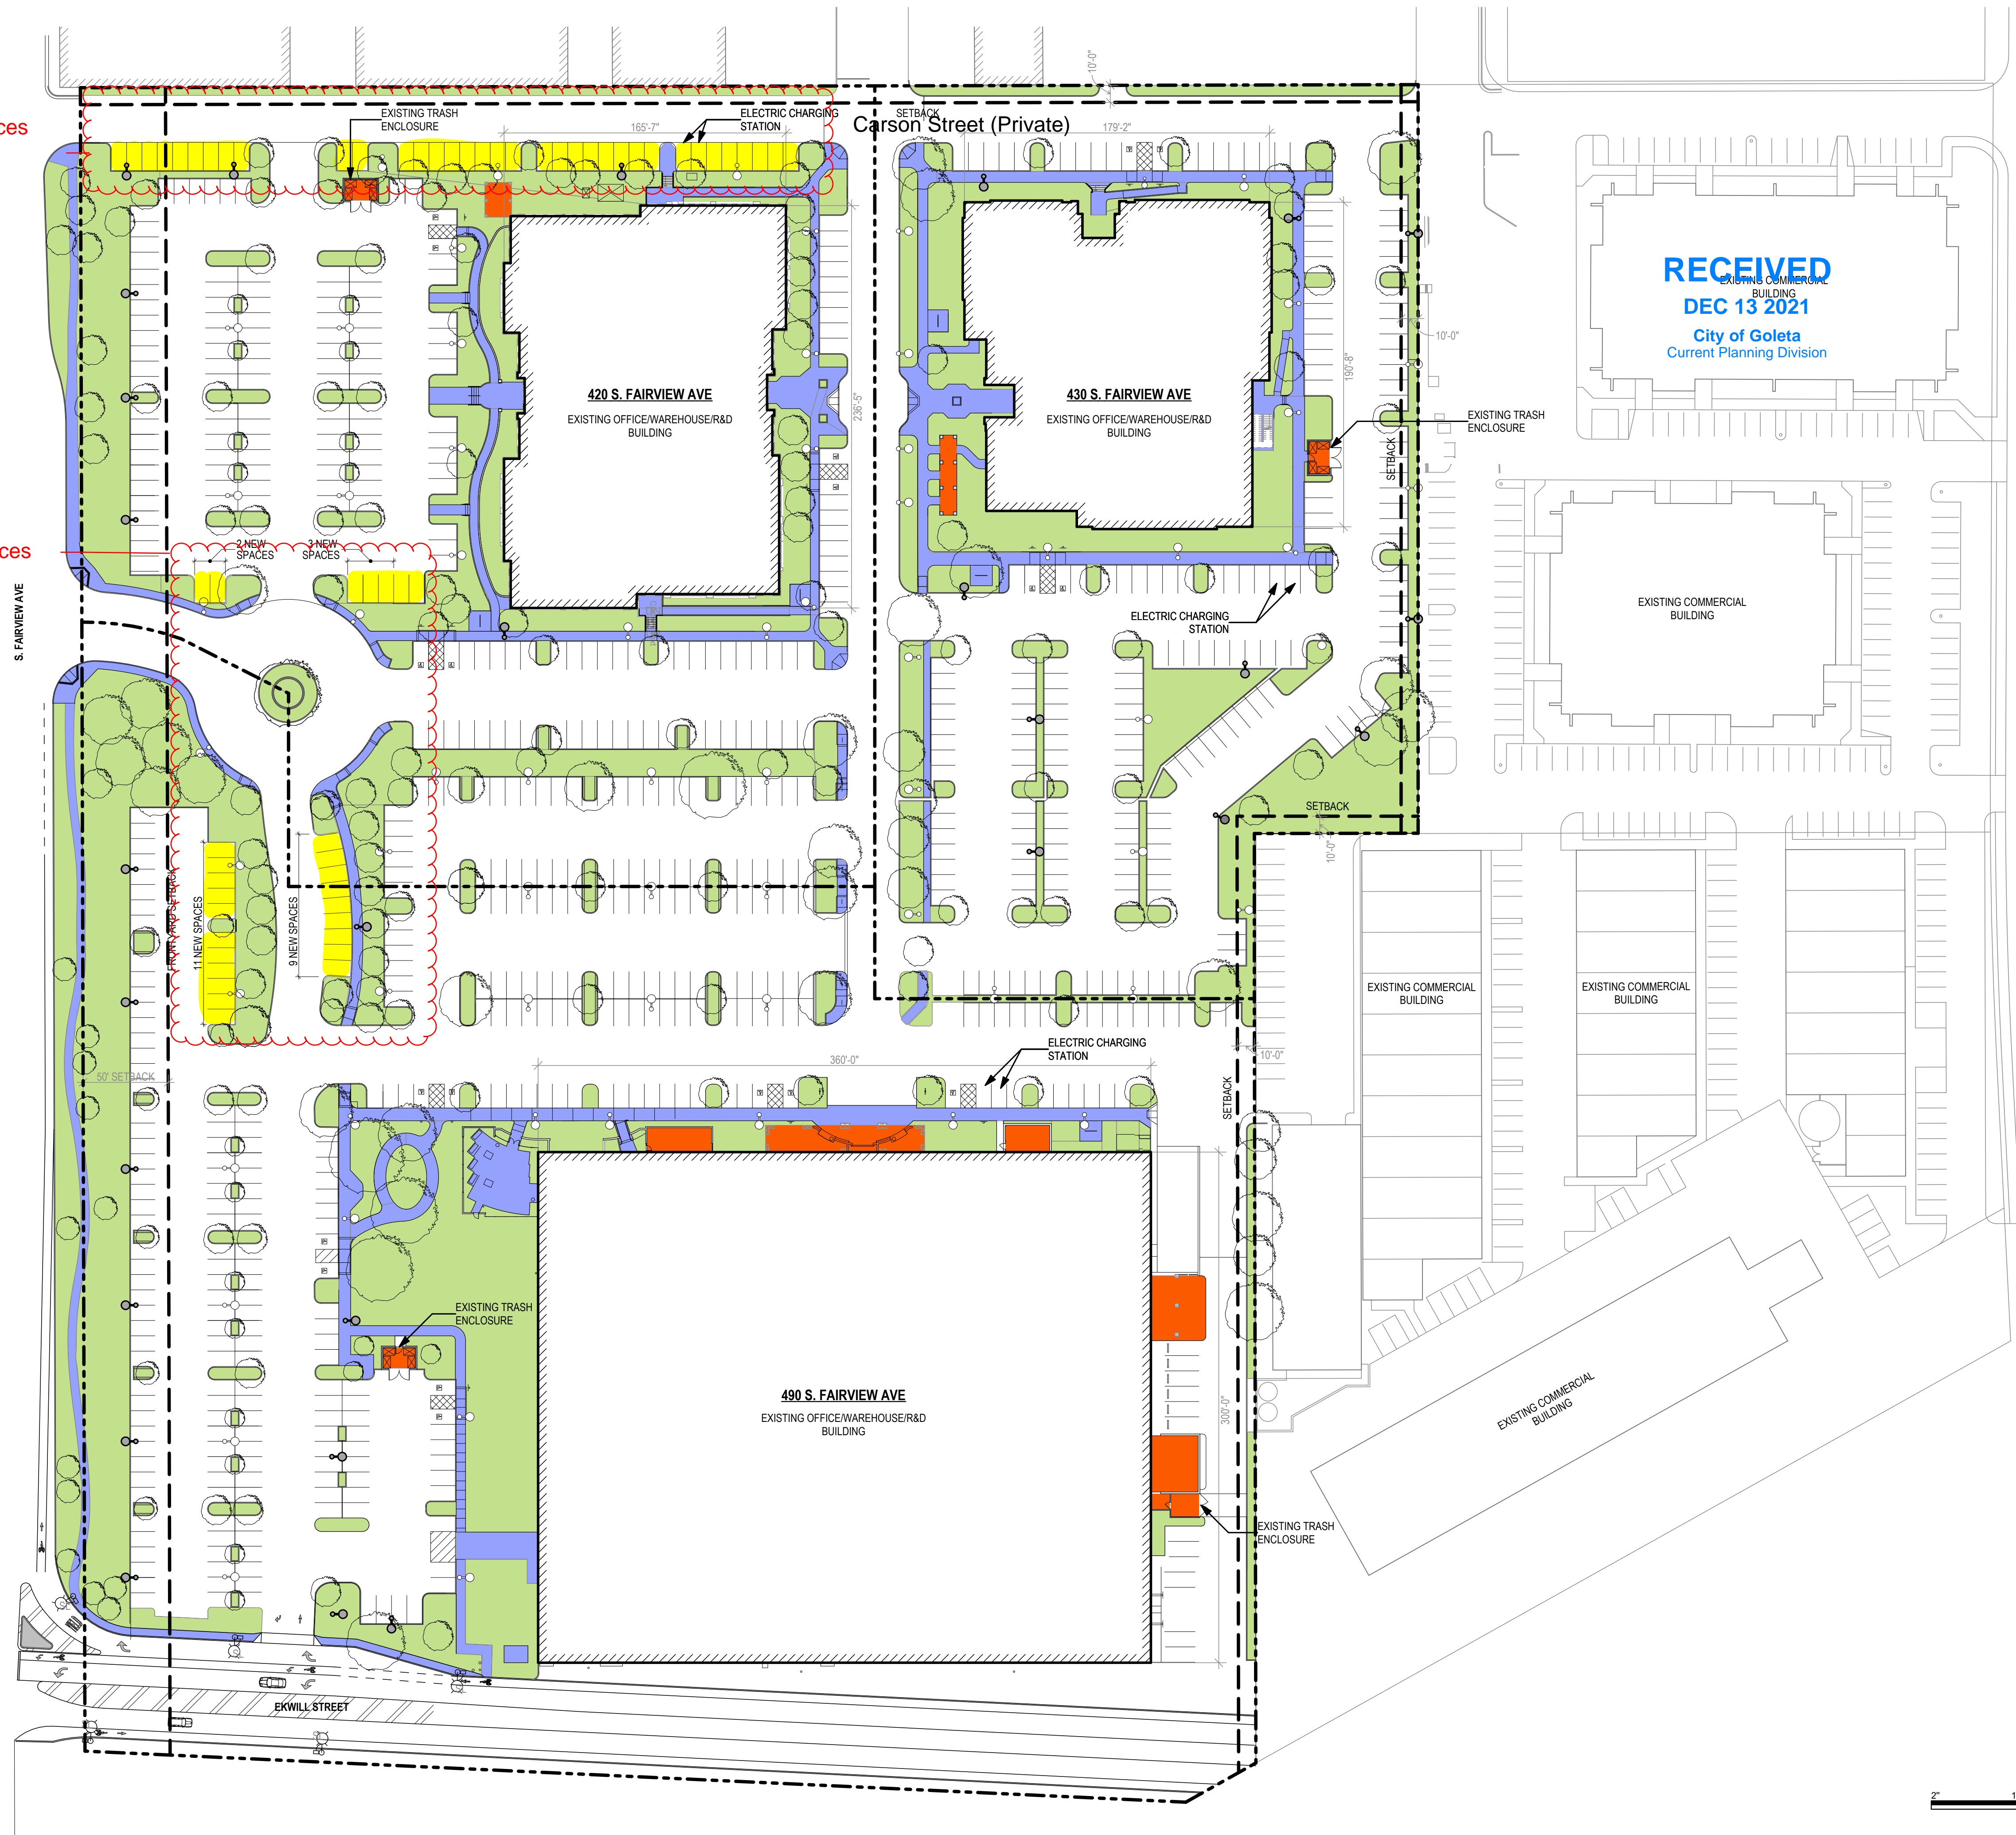 10'-0"
ces
EXISTING TRASH
ENCLOSURE
165'-7"
ELECTRIC CHARGING
STATION
SETBACK
Carson Street (Private)
179'-2"
RECEIVED
EXISTING COMMERCIAL
BUILDING
DEC 13 2021
City of Goleta
Current Planning Division
10'-0"
190'-8"
236'-5"
420 S. FAIRVIEW AVE
EXISTING OFFICE/WAREHOUSE/R&D
BUILDING
430 S. FAIRVIEW AVE
EXISTING OFFICE/WAREHOUSE/R&D
BUILDING
EXISTING TRASH
ENCLOSURE
SETBACK
ces
2 NEW
SPACES
3 NEW
SPACES
S. FAIRVIEW AVE
ELECTRIC CHARGING
STATION
EXISTING COMMERCIAL
BUILDING
SETBACK
10'-0"
FRONT YARD SETBACK
11 NEW SPACES
9 NEW SPACES
EXISTING COMMERCIAL
BUILDING
EXISTING COMMERCIAL
BUILDING
50' SETBACK
360'-0"
ELECTRIC CHARGING
STATION
10'-0"
SETBACK
EXISTING TRASH
ENCLOSURE
490 S. FAIRVIEW AVE
EXISTING OFFICE/WAREHOUSE/R&D
BUILDING
300'-0"
EXISTING COMMERCIAL
BUILDING
EXISTING TRASH
ENCLOSURE
EKWILL STREET
2"
1